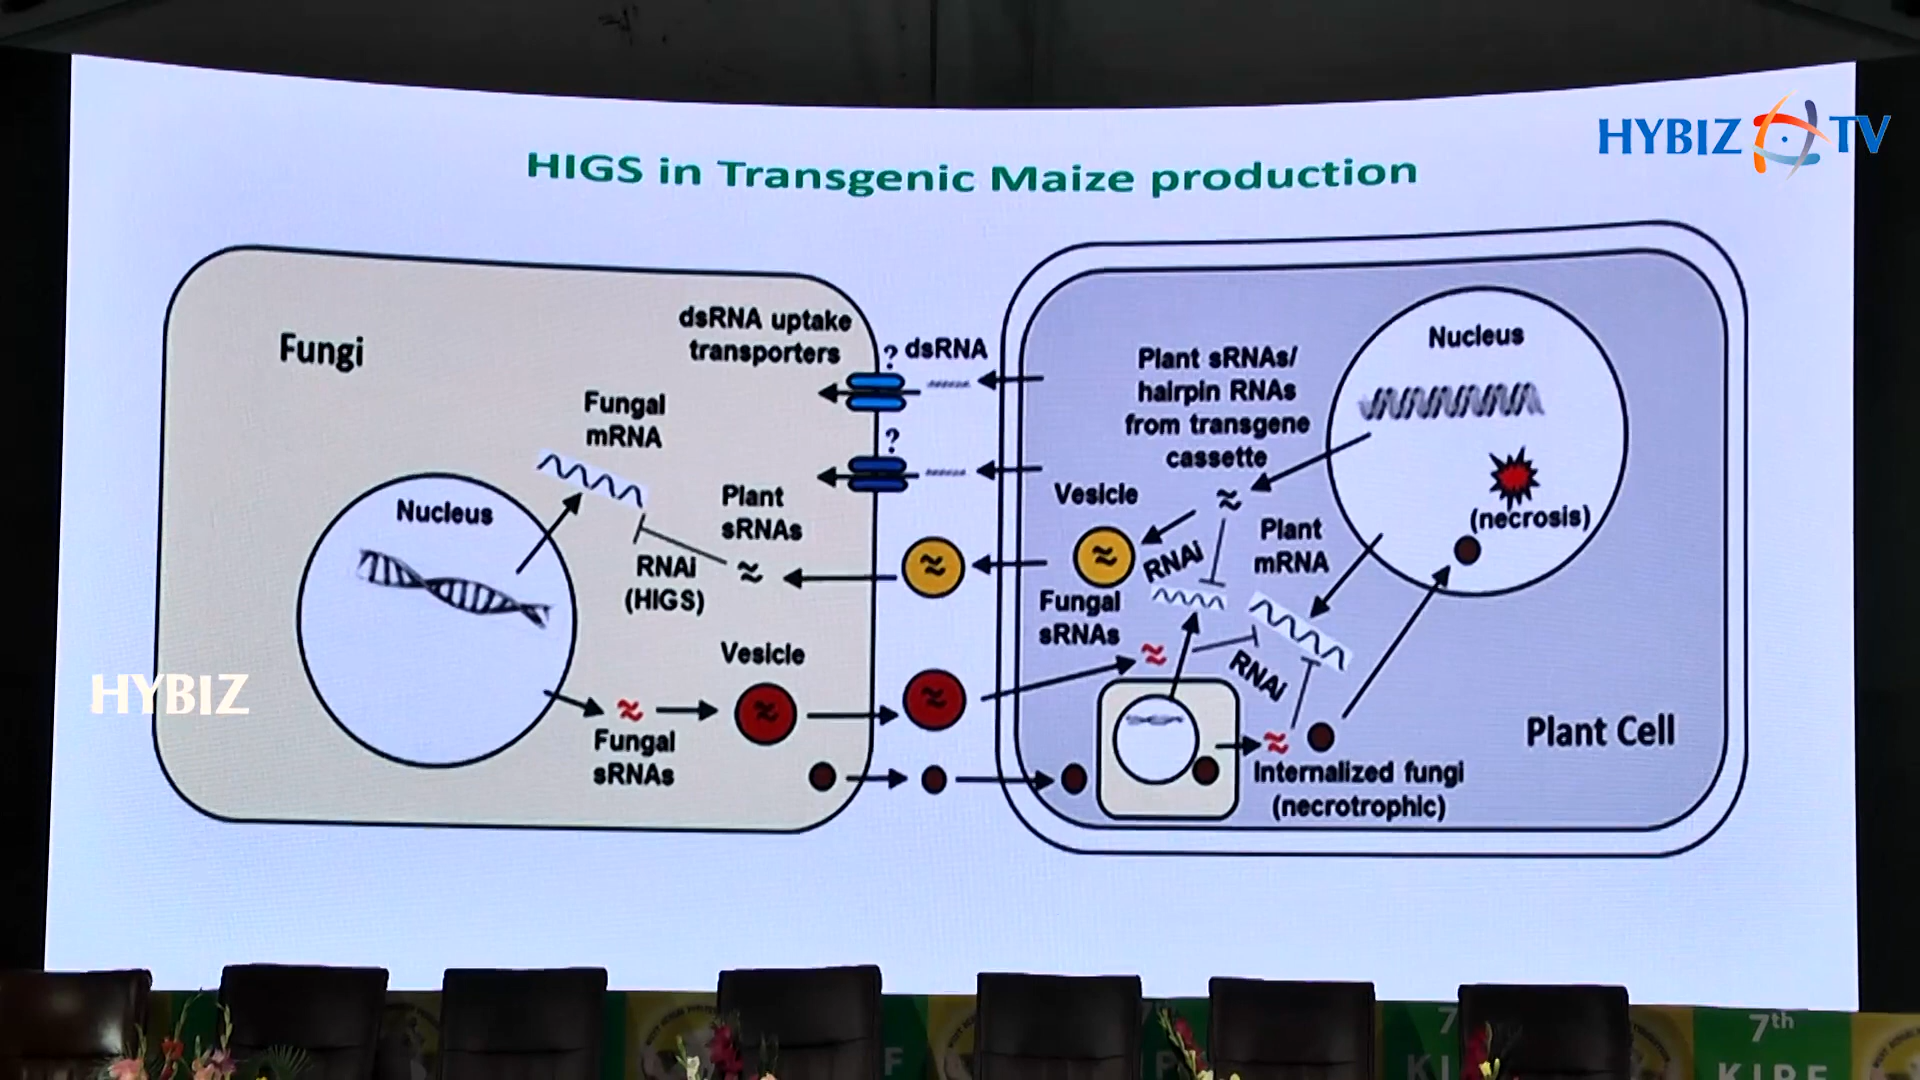 HYBIZ TV
HIGS in Transgenic Maize production
Fungi
dsRNA uptake
transporters
?
dsRNA
?
Fungal
mRNA
Nucleus
Plant
sRNAs
RNAi
(HIGS)
Vesicle
Fungal
sRNAs
Nucleus
Plant sRNAs/
hairpin RNAs
from transgene
cassette
Vesicle
(necrosis)
RNAi
Plant
mRNA
Fungal
sRNAs
RNAi
Plant Cell
Internalized fungi
(necrotrophic)
HYBIZ
7th